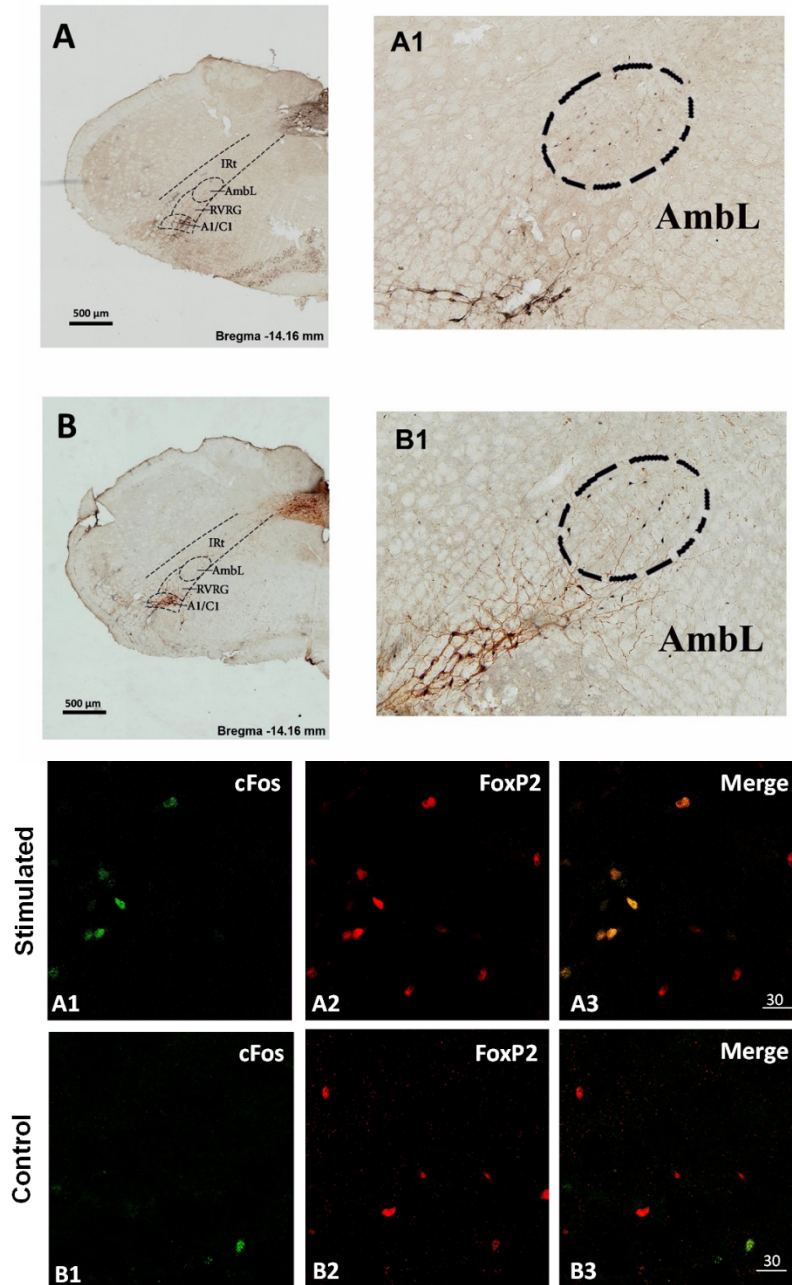 A
IRt
AmbL
RVRG
A1/C1
500 µm
Bregma -14.16 mm
A1
AmbL
B
IRt
AmbL
RVRG
A1/C1
500 µm
Bregma -14.16 mm
B1
AmbL
Stimulated
cFos
A1
FoxP2
A2
Merge
A3
30
Control
cFos
B1
FoxP2
B2
Merge
B3
30